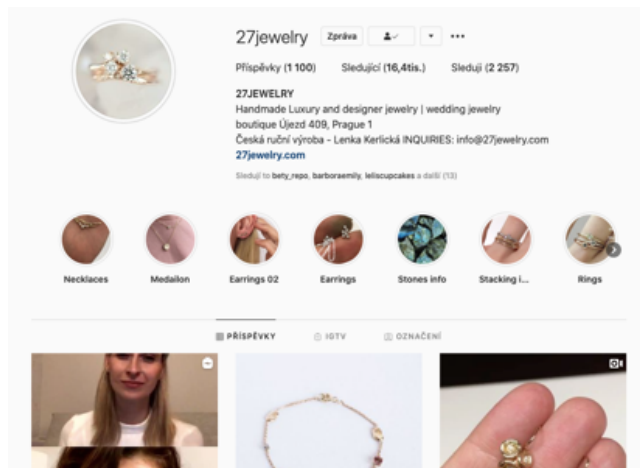 27jewelry Zpráva
Příspěvky (1 100) Sledující (16,4tis.) Sleduji (2 257)
27JEWELRY
Handmade Luxury and designer jewelry | wedding jewelry
boutique Újezd 409, Prague 1
Česká ruční výroba - Lenka Kerlická INQUIRIES: info@27jewelry.com
27jewelry.com
Sledují to bety_repo, barboraemily, leliscupcakes a další (13)
Necklaces Medailon Earrings 02 Earrings Stones info Stacking i... Rings
PŘÍSPĚVKY IGTV OZNAČENÍ